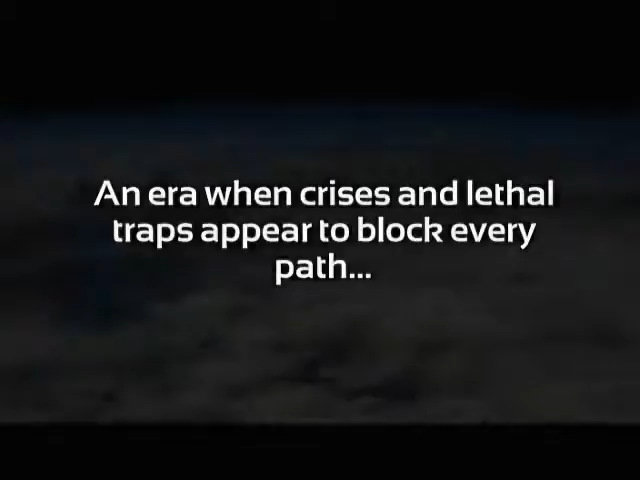 An era when crises and lethal
traps appear to block every
path...